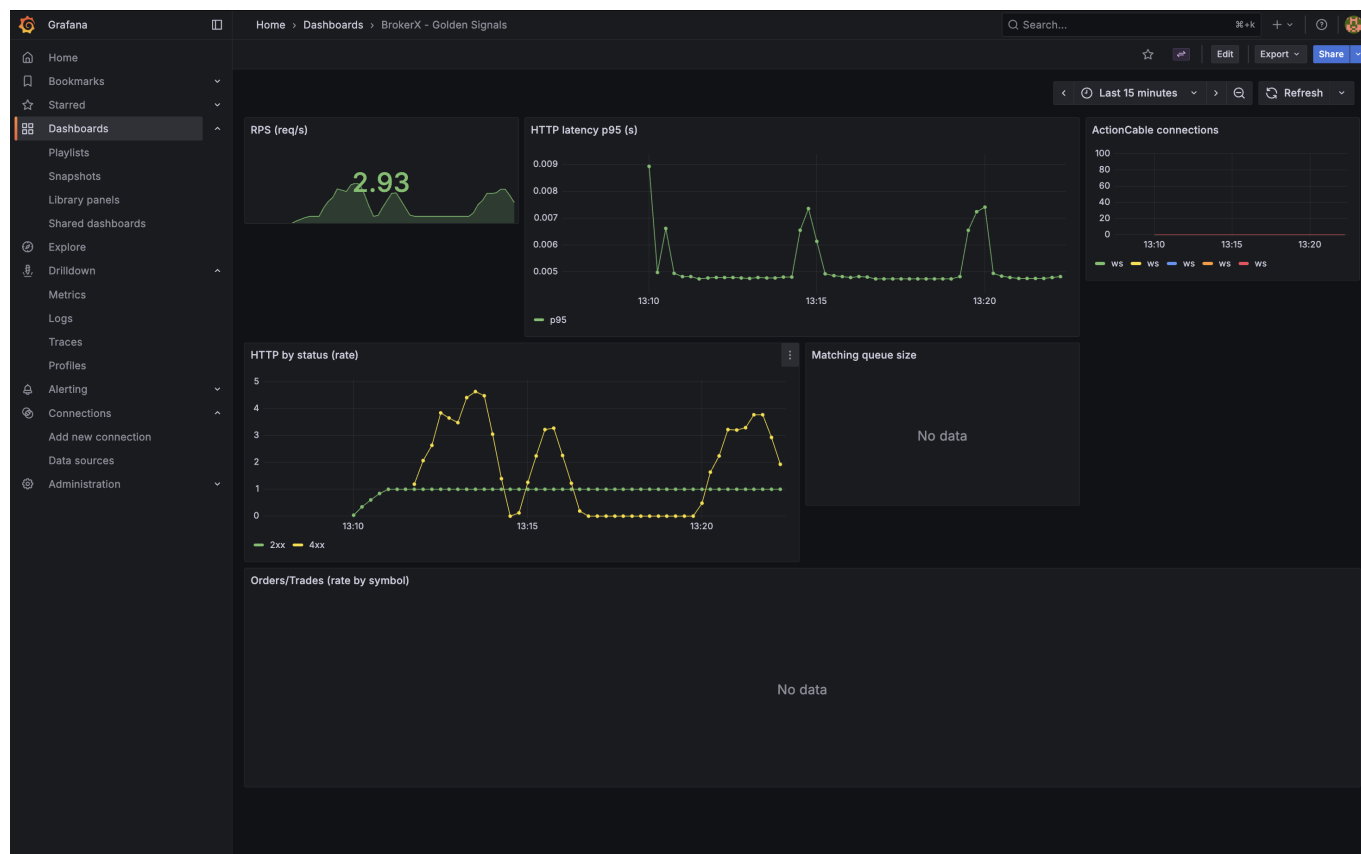 Grafana
Home › Dashboards › BrokerX - Golden Signals
Search...
⌘+k
Edit
Export
Share
Last 15 minutes
Refresh
Home
Bookmarks
Starred
Dashboards
Playlists
Snapshots
Library panels
Shared dashboards
Explore
Drilldown
Metrics
Logs
Traces
Profiles
Alerting
Connections
Add new connection
Data sources
Administration
RPS (req/s)
2.93
HTTP latency p95 (s)
0.009
0.008
0.007
0.006
0.005
13:10 13:15 13:20
p95
ActionCable connections
100
80
60
40
20
0
13:10 13:15 13:20
ws ws ws ws ws
HTTP by status (rate)
5
4
3
2
1
0
13:10 13:15 13:20
2xx 4xx
Matching queue size
No data
Orders/Trades (rate by symbol)
No data